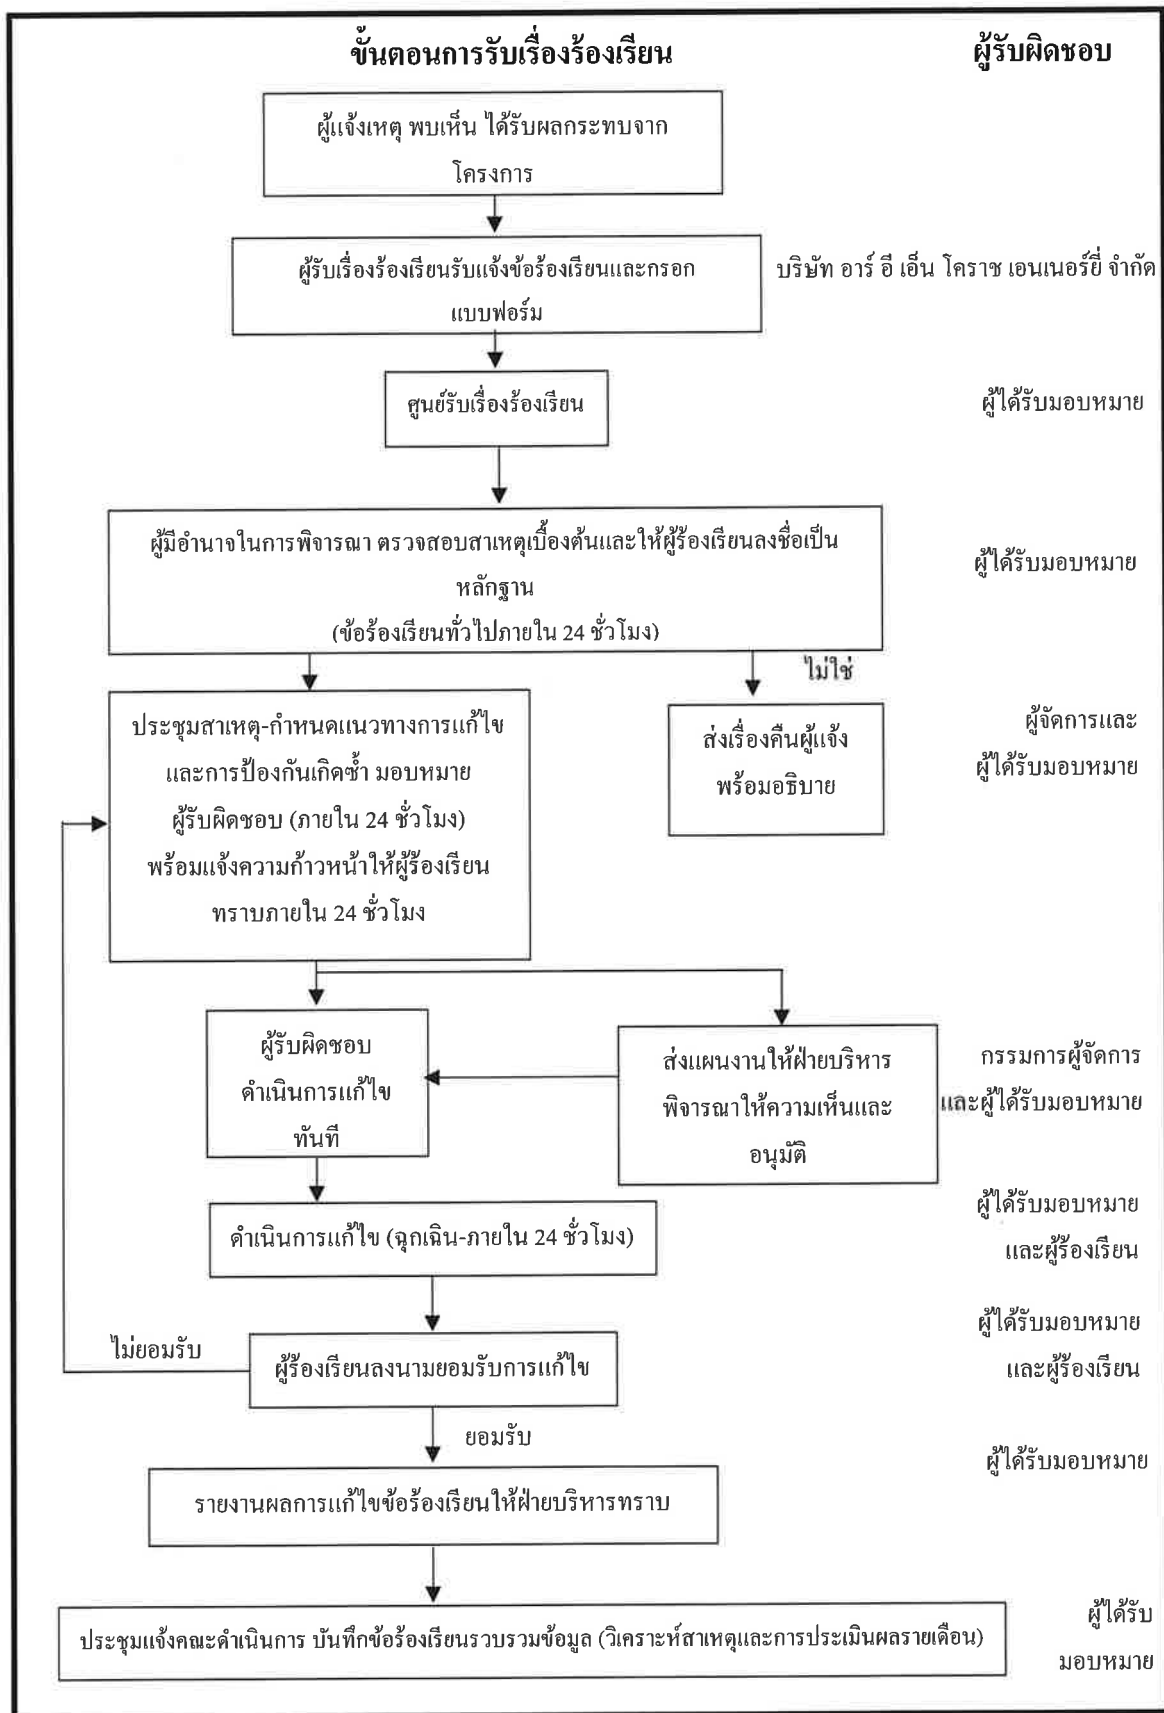 ขั้นตอนการรับเรื่องร้องเรียน
ผู้รับผิดชอบ
ผู้แจ้งเหตุ พบเห็น ได้รับผลกระทบจาก
โครงการ
ผู้รับเรื่องร้องเรียนรับแจ้งข้อร้องเรียนและกรอก
แบบฟอร์ม
บริษัท อาร์ อี เอ็น โคราช เอนเนอร์ยี่ จำกัด
ศูนย์รับเรื่องร้องเรียน
ผู้ได้รับมอบหมาย
ผู้มีอำนาจในการพิจารณา ตรวจสอบสาเหตุเบื้องต้นและให้ผู้ร้องเรียนลงชื่อเป็น
หลักฐาน
(ข้อร้องเรียนทั่วไปภายใน 24 ชั่วโมง)
ผู้ได้รับมอบหมาย
ไม่ใช่
ประชุมสาเหตุ-กำหนดแนวทางการแก้ไข
และการป้องกันเกิดซ้ำ มอบหมาย
ผู้รับผิดชอบ (ภายใน 24 ชั่วโมง)
พร้อมแจ้งความก้าวหน้าให้ผู้ร้องเรียน
ทราบภายใน 24 ชั่วโมง
ส่งเรื่องคืนผู้แจ้ง
พร้อมอธิบาย
ผู้จัดการและ
ผู้ได้รับมอบหมาย
ผู้รับผิดชอบ
ดำเนินการแก้ไข
ทันที
ส่งแผนงานให้ฝ่ายบริหาร
พิจารณาให้ความเห็นและ
อนุมัติ
กรรมการผู้จัดการ
และผู้ได้รับมอบหมาย
ดำเนินการแก้ไข (ฉุกเฉิน-ภายใน 24 ชั่วโมง)
ผู้ได้รับมอบหมาย
และผู้ร้องเรียน
ไม่ยอมรับ
ผู้ร้องเรียนลงนามยอมรับการแก้ไข
ผู้ได้รับมอบหมาย
และผู้ร้องเรียน
ยอมรับ
รายงานผลการแก้ไขข้อร้องเรียนให้ฝ่ายบริหารทราบ
ผู้ได้รับมอบหมาย
ประชุมแจ้งคณะดำเนินการ บันทึกข้อร้องเรียนรวบรวมข้อมูล (วิเคราะห์สาเหตุและการประเมินผลรายเดือน)
ผู้ได้รับ
มอบหมาย